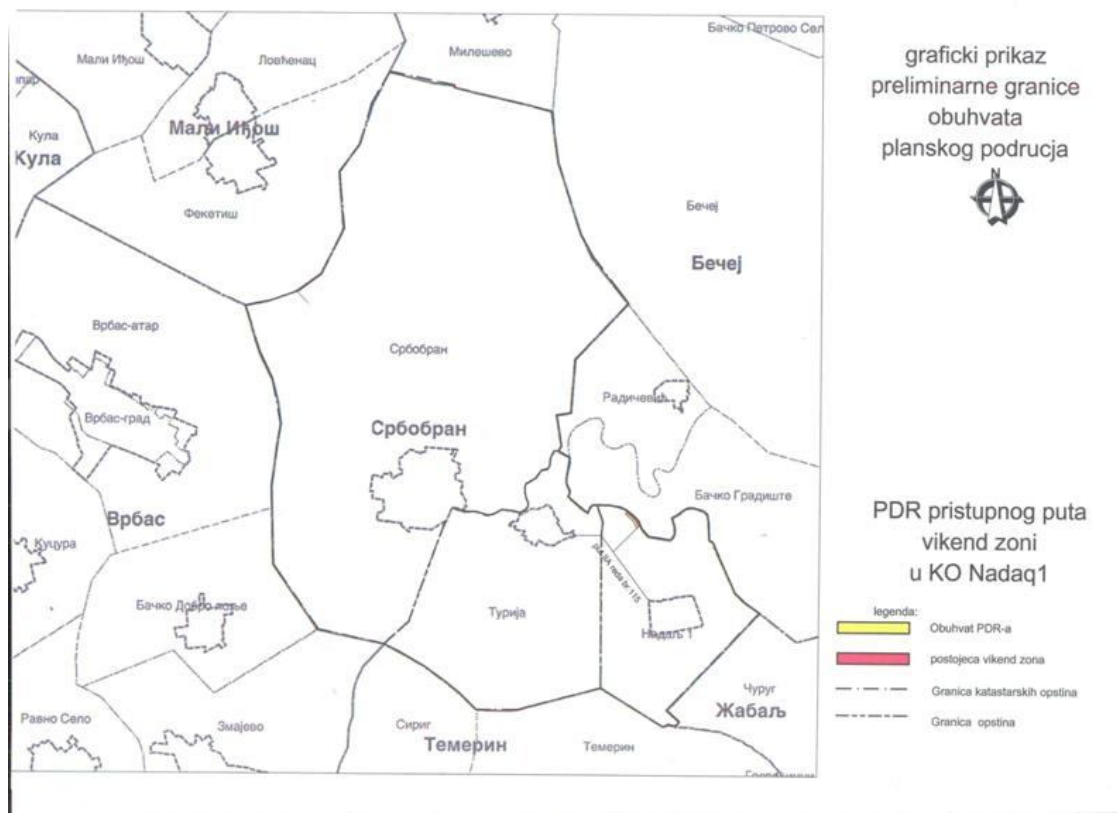 Бачко Петрово Сел
Мали Иђош
Ловћенац
Милешево
Мали Иђош
Кула
Кула
Фекетиш
Бечеј
Бечеј
Врбас-атар
Србобран
Радичевић
Врбас-град
Србобран
Бачко Градиште
Врбас
Куцура
Бачко Добро поље
Турија
Надаљ 1
Чуруг
Жабаљ
Равно Село
Змајево
Сириг
Темерин
Темерин
graficki prikaz
preliminarne granice
obuhvata
planskog podrucja
N
PDR pristupnog puta
vikend zoni
u KO Nadaq1
legenda:
Obuhvat PDR-a
postojeca vikend zona
Granica katastarskih opstina
Granica opstina